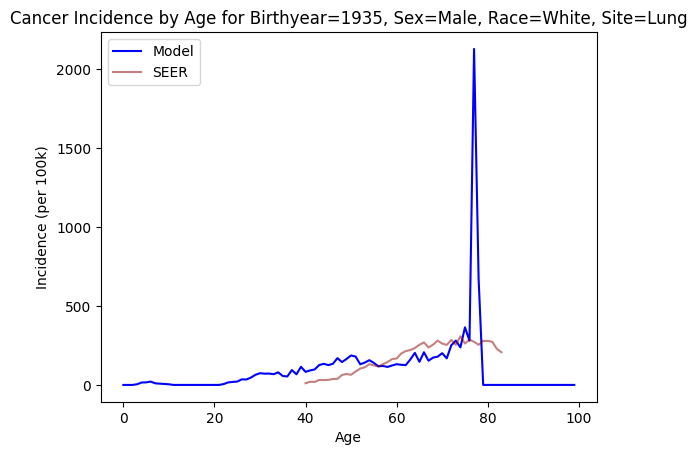 Cancer Incidence by Age for Birthyear=1935, Sex=Male, Race=White, Site=Lung
Model
SEER
2000
1500
1000
500
0
Incidence (per 100k)
0 20 40 60 80 100
Age